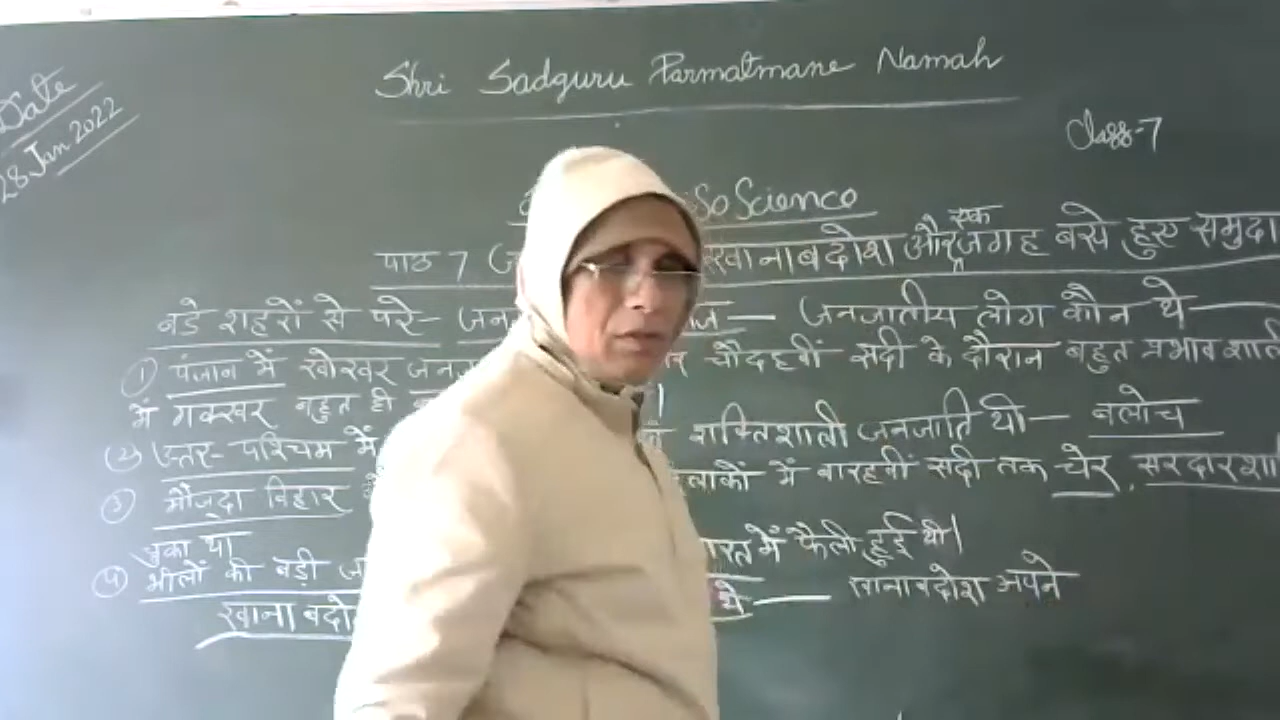 Shri Sadguru Parmatmane Namah
Date
28 Jan 2022
Class-7
So Science
पाठ 7 खानाबदोश और एक जगह बसे हुए समुदा
बडे शहरों से परे- जन — जनजातीय लोग कौन थे —
① पंजाब में खोखर जन चौदहवीं सदी के दौरान बहुत प्रभावशाली
में गक्खर बहुत ही
② उत्तर-पश्चिम में शक्तिशाली जनजाति थी — बलोच
③ मौजूदा बिहार लाकों में बारहवीं सदी तक चेर, सरदारशा
चुका था
④ भीलों की बड़ी में फैली हुई थी।
खानाबदो थे — खानाबदोश अपने